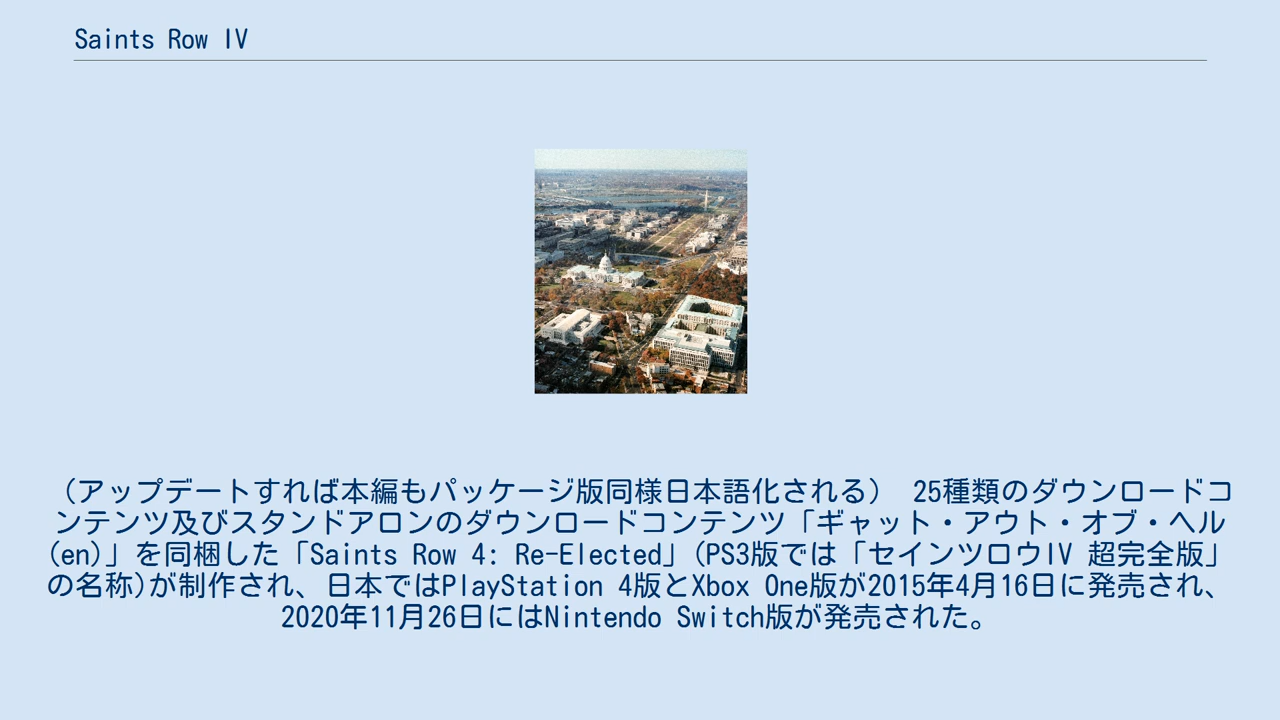 Saints Row IV
（アップデートすれば本編もパッケージ版同様日本語化される） 25種類のダウンロードコ
ンテンツ及びスタンドアロンのダウンロードコンテンツ「ギャット・アウト・オブ・ヘル
(en)」を同梱した「Saints Row 4: Re-Elected」(PS3版では「セインツロウIV 超完全版」
の名称)が制作され、日本ではPlayStation 4版とXbox One版が2015年4月16日に発売され、
2020年11月26日にはNintendo Switch版が発売された。